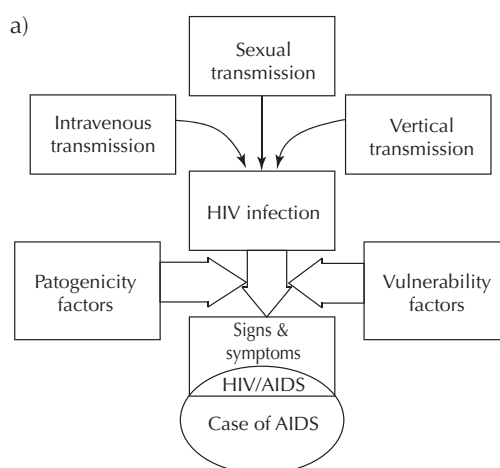 a)
Sexual
transmission
Intravenous
transmission
Vertical
transmission
HIV infection
Patogenicity
factors
Vulnerability
factors
Signs &
symptoms
HIV/AIDS
Case of AIDS